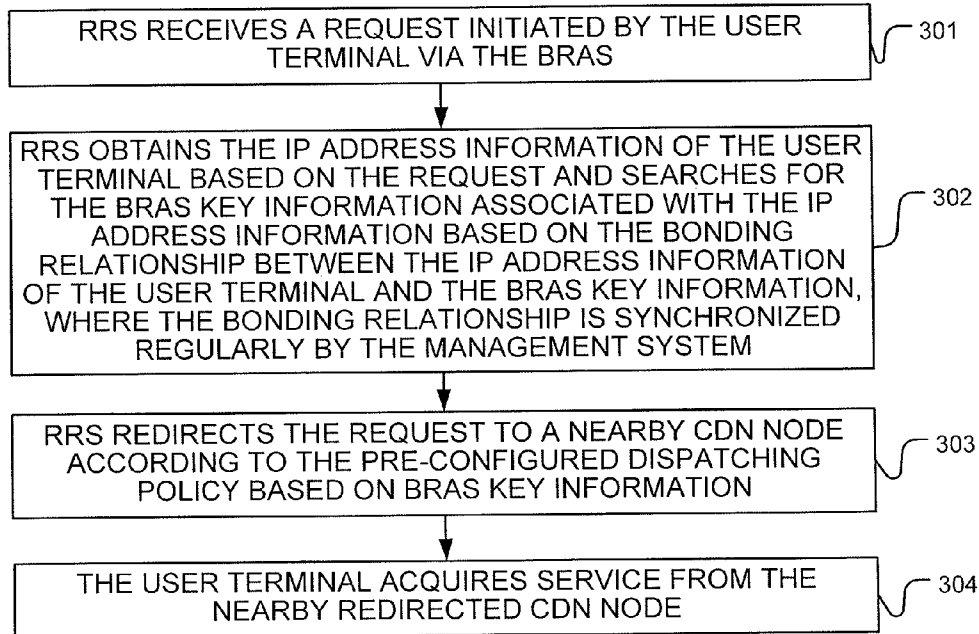 RRS RECEIVES A REQUEST INITIATED BY THE USER
TERMINAL VIA THE BRAS
301
RRS OBTAINS THE IP ADDRESS INFORMATION OF THE USER
TERMINAL BASED ON THE REQUEST AND SEARCHES FOR
THE BRAS KEY INFORMATION ASSOCIATED WITH THE IP
ADDRESS INFORMATION BASED ON THE BONDING
RELATIONSHIP BETWEEN THE IP ADDRESS INFORMATION
OF THE USER TERMINAL AND THE BRAS KEY INFORMATION,
WHERE THE BONDING RELATIONSHIP IS SYNCHRONIZED
REGULARLY BY THE MANAGEMENT SYSTEM
302
RRS REDIRECTS THE REQUEST TO A NEARBY CDN NODE
ACCORDING TO THE PRE-CONFIGURED DISPATCHING
POLICY BASED ON BRAS KEY INFORMATION
303
THE USER TERMINAL ACQUIRES SERVICE FROM THE
NEARBY REDIRECTED CDN NODE
304